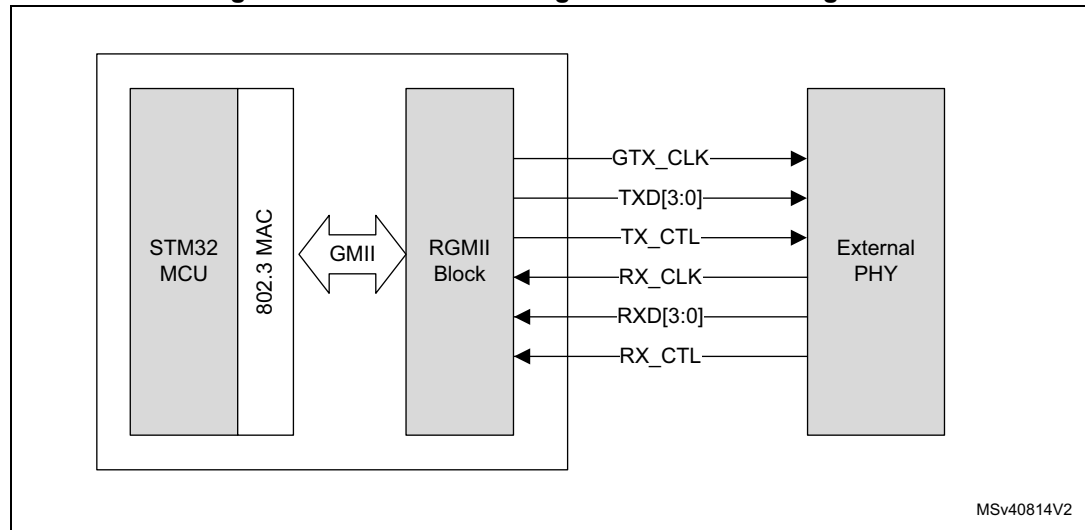 STM32
MCU
802.3 MAC
GMII
RGMII
Block
GTX_CLK
TXD[3:0]
TX_CTL
RX_CLK
RXD[3:0]
RX_CTL
External
PHY
MSv40814V2